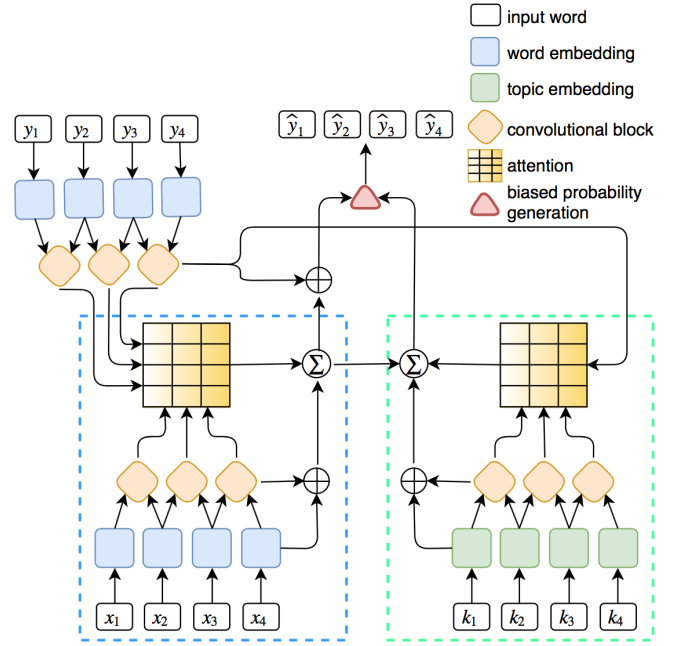 input word
word embedding
topic embedding
convolutional block
attention
biased probability
generation
y₁ y₂ y₃ y₄
ŷ₁ ŷ₂ ŷ₃ ŷ₄
Σ Σ
x₁ x₂ x₃ x₄
k₁ k₂ k₃ k₄